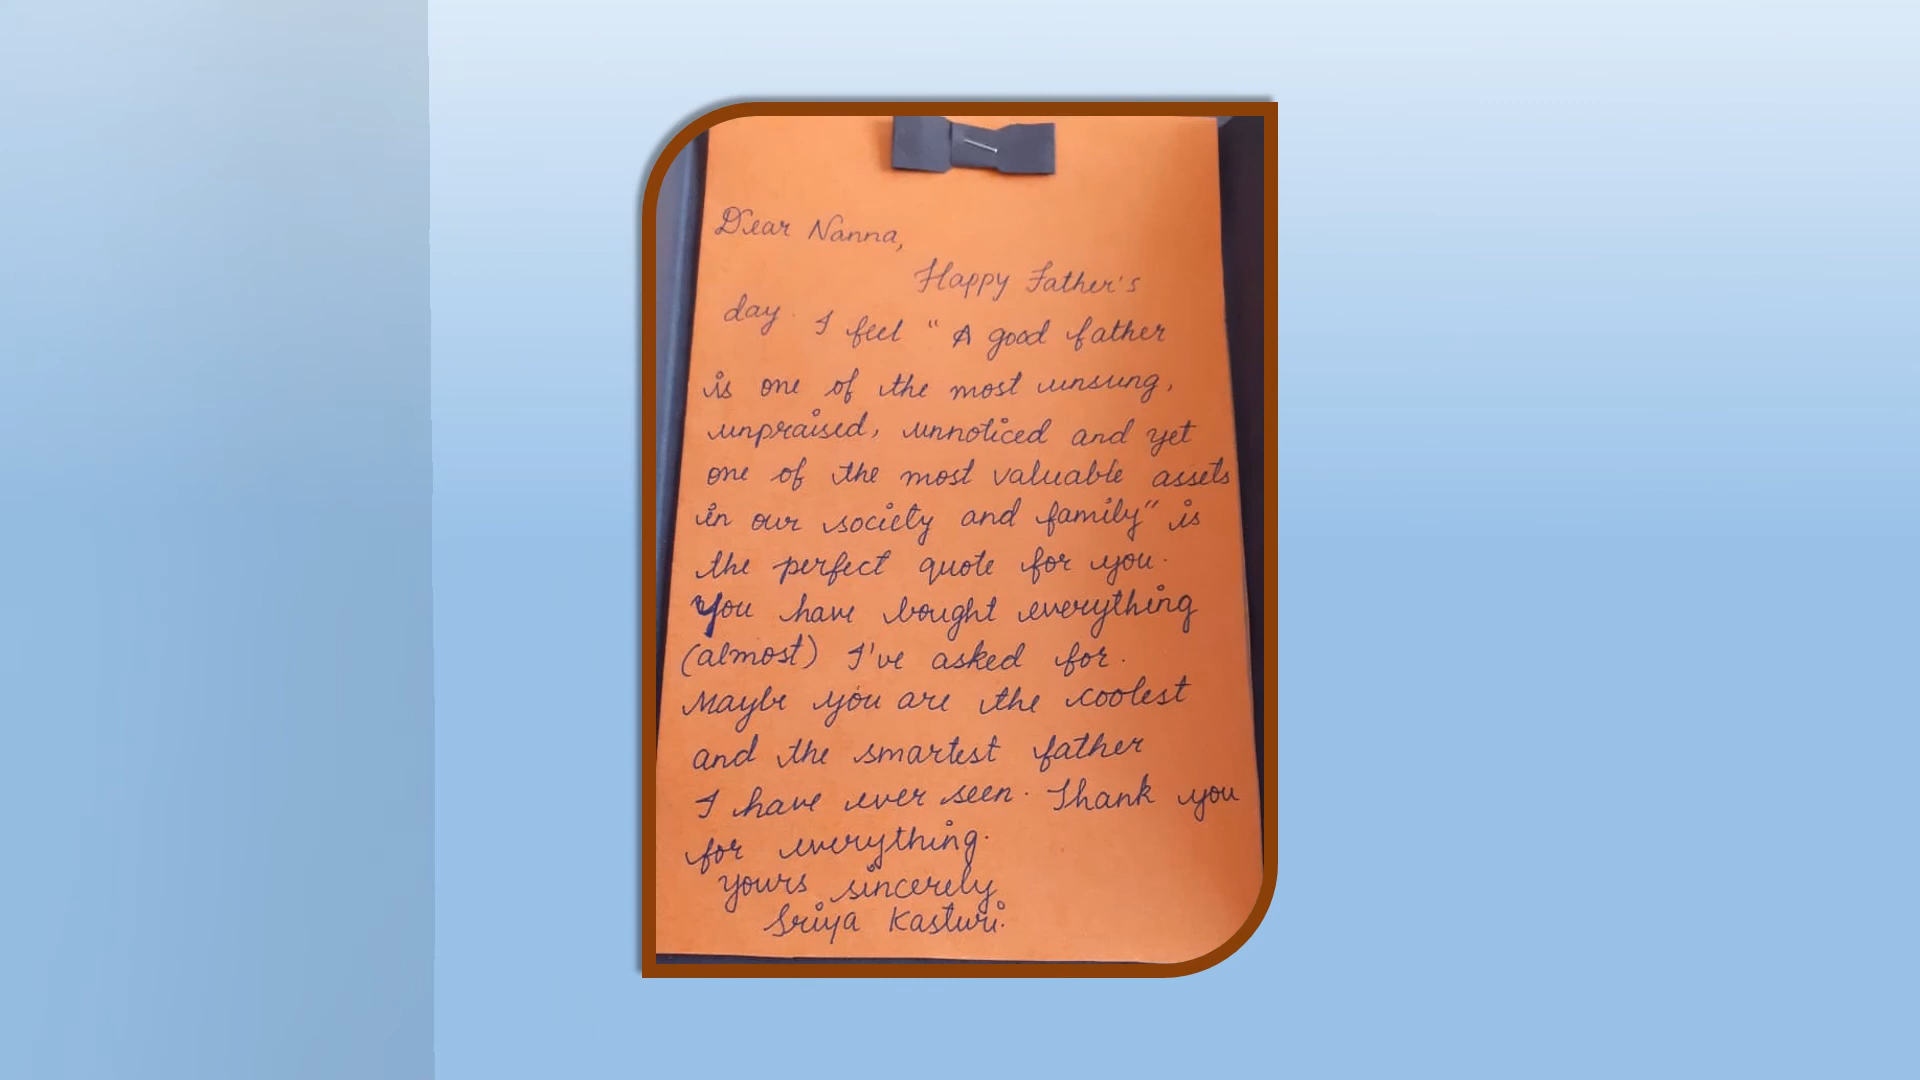 Dear Nanna,
Happy Father's
day. I feel " A good father
is one of the most unsung,
unpraised, unnoticed and yet
one of the most valuable assets
in our society and family" is
the perfect quote for you.
You have bought everything
(almost) I've asked for.
Maybe you are the coolest
and the smartest father
I have ever seen. Thank you
for everything.
yours sincerely
Sriya Kasturi.